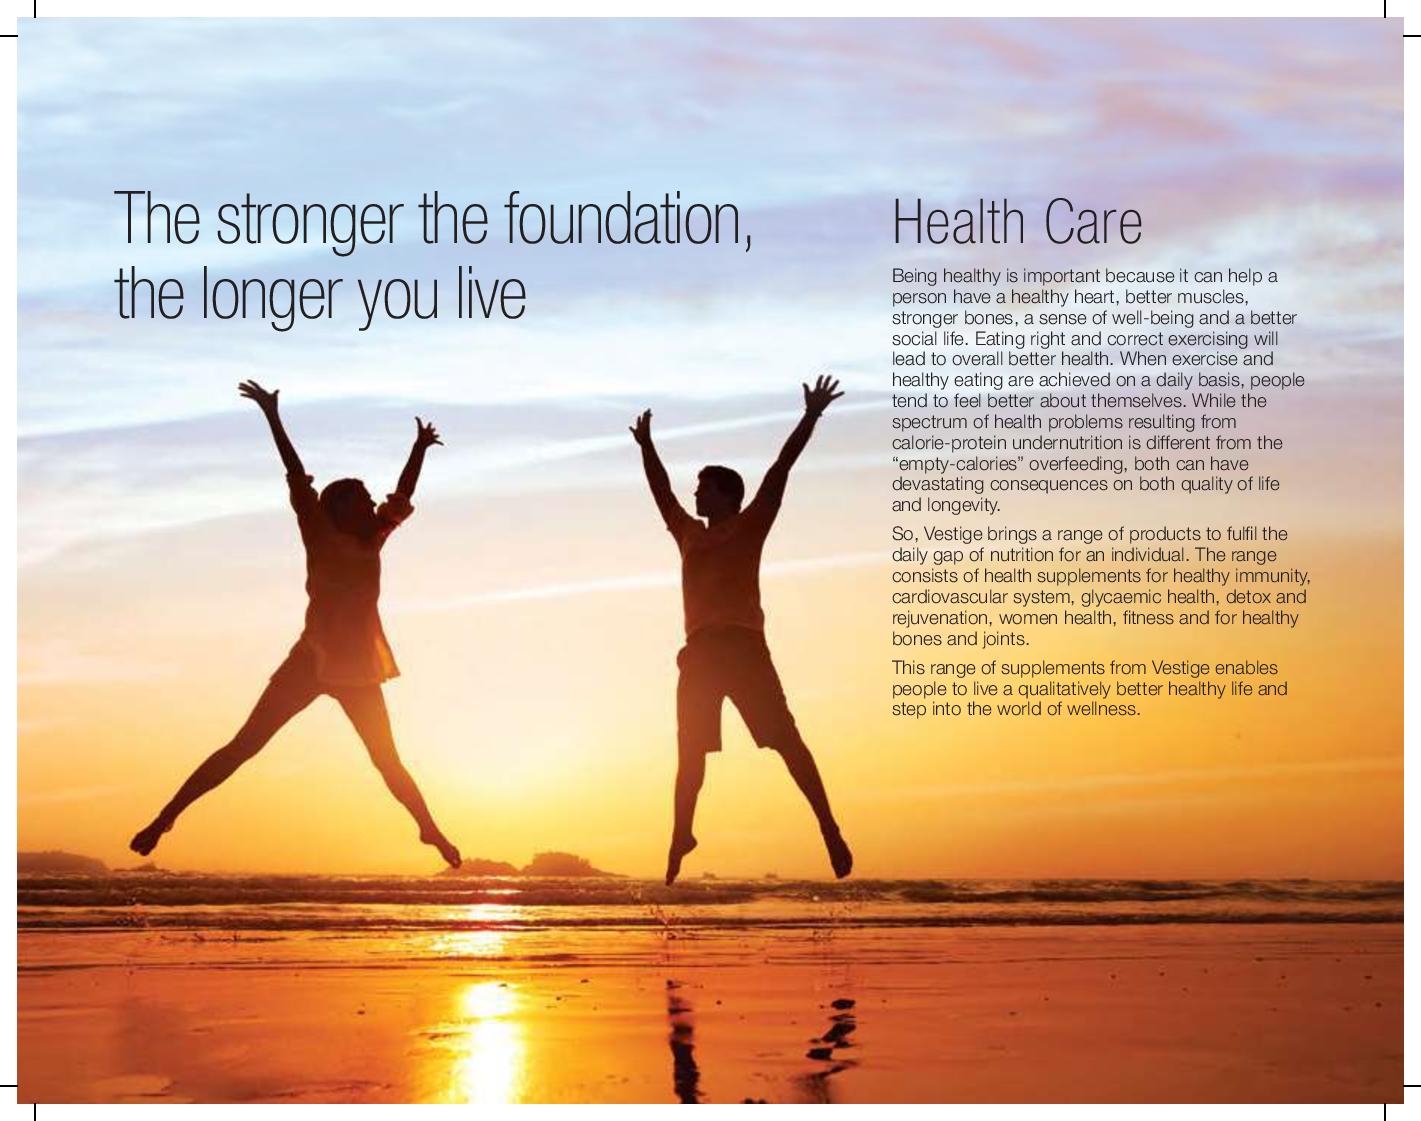 The stronger the foundation,
the longer you live
Health Care
Being healthy is important because it can help a
person have a healthy heart, better muscles,
stronger bones, a sense of well-being and a better
social life. Eating right and correct exercising will
lead to overall better health. When exercise and
healthy eating are achieved on a daily basis, people
tend to feel better about themselves. While the
spectrum of health problems resulting from
calorie-protein undernutrition is different from the
“empty-calories” overfeeding, both can have
devastating consequences on both quality of life
and longevity.
So, Vestige brings a range of products to fulfil the
daily gap of nutrition for an individual. The range
consists of health supplements for healthy immunity,
cardiovascular system, glycaemic health, detox and
rejuvenation, women health, fitness and for healthy
bones and joints.
This range of supplements from Vestige enables
people to live a qualitatively better healthy life and
step into the world of wellness.